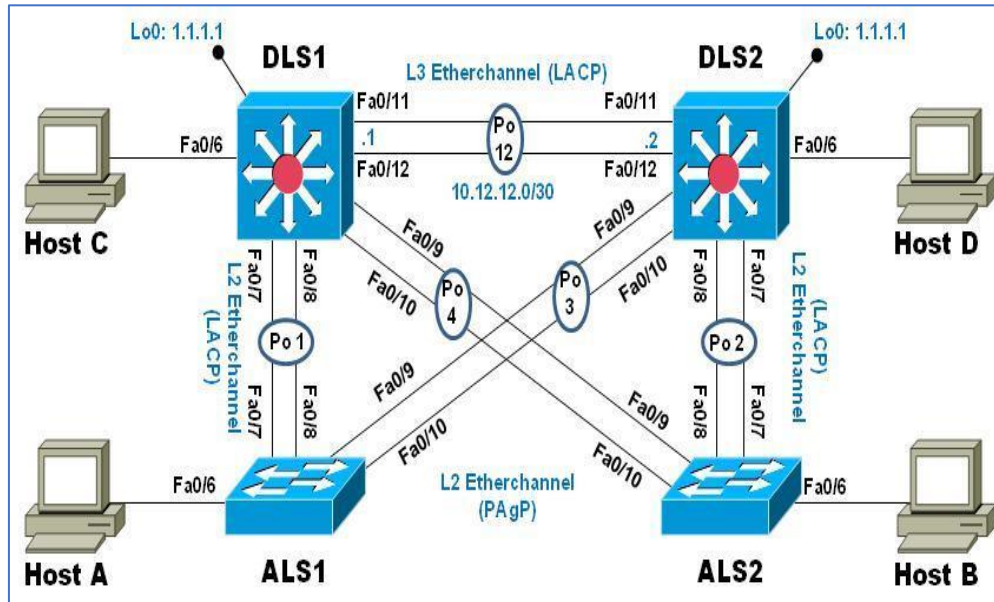 Lo0: 1.1.1.1
Lo0: 1.1.1.1
DLS1
DLS2
L3 Etherchannel (LACP)
Fa0/11
Fa0/11
Fa0/6
.1
Po
12
.2
Fa0/6
Fa0/12
Fa0/12
10.12.12.0/30
Host C
Host D
Fa0/7
Fa0/8
Fa0/9
Fa0/10
Fa0/9
Fa0/10
Fa0/8
Fa0/7
L2 Etherchannel
(LACP)
Po 1
Po
4
Po
3
Po 2
L2 Etherchannel
(LACP)
Fa0/7
Fa0/8
Fa0/9
Fa0/10
Fa0/9
Fa0/10
Fa0/8
Fa0/7
L2 Etherchannel
(PAgP)
Fa0/6
Fa0/6
Host A
ALS1
ALS2
Host B